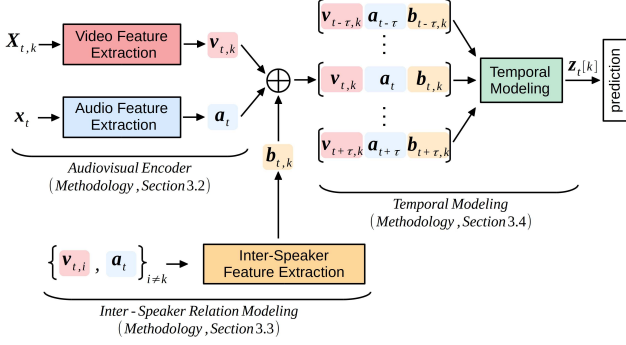 X_{t,k}
Video Feature
Extraction
v_{t,k}
x_t
Audio Feature
Extraction
a_t
Audiovisual Encoder
(Methodology, Section 3.2)
⊕
b_{t,k}
[v_{t-τ,k} a_{t-τ} b_{t-τ,k}]
⋮
[v_{t,k} a_t b_{t,k}]
⋮
[v_{t+τ,k} a_{t+τ} b_{t+τ,k}]
Temporal
Modeling
z_t[k]
prediction
Temporal Modeling
(Methodology, Section 3.4)
{v_{t,i}, a_t}_{i≠k}
Inter-Speaker
Feature Extraction
Inter-Speaker Relation Modeling
(Methodology, Section 3.3)